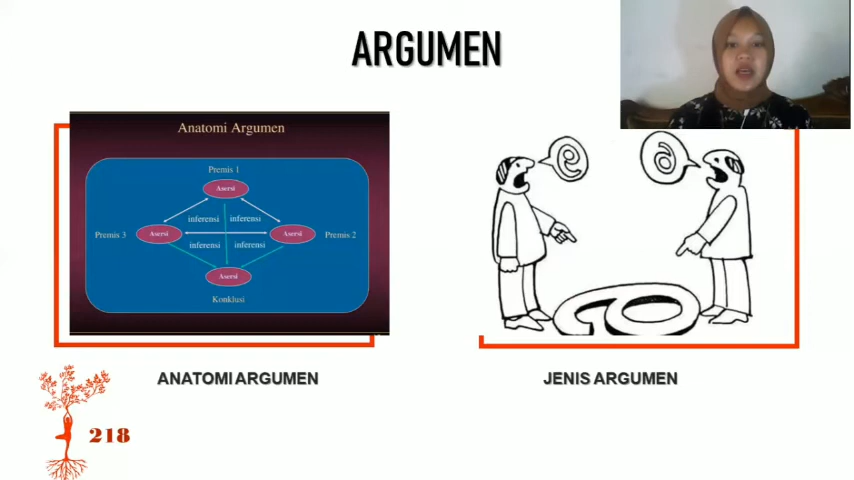 ARGUMEN
Anatomi Argumen
Premis 1
Asersi
inferensi inferensi
Premis 3 Asersi Asersi Premis 2
inferensi inferensi
Asersi
Konklusi
ANATOMI ARGUMEN
JENIS ARGUMEN
218